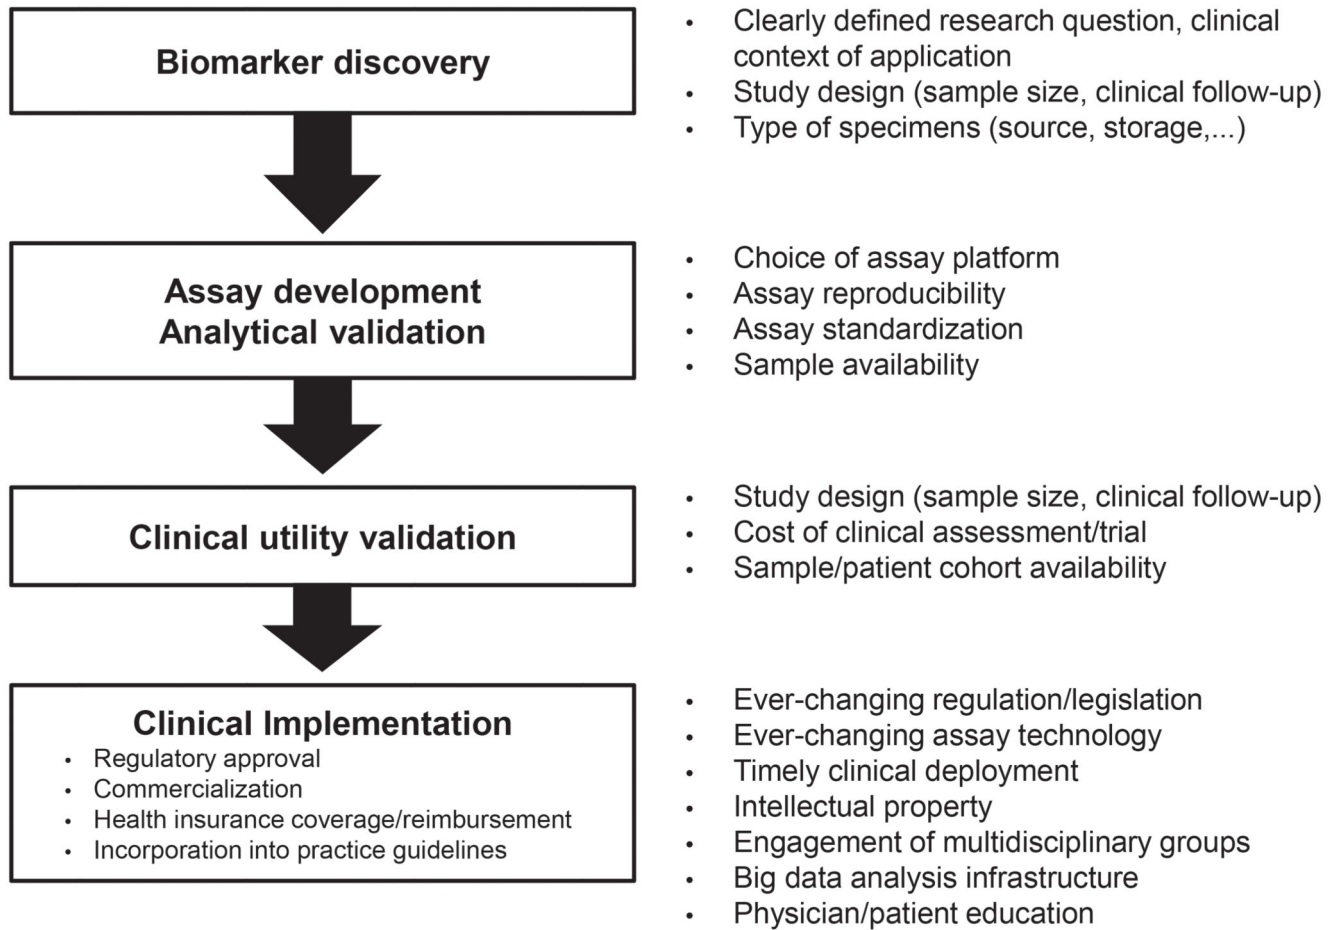 Biomarker discovery
• Clearly defined research question, clinical
context of application
• Study design (sample size, clinical follow-up)
• Type of specimens (source, storage,...)
Assay development
Analytical validation
• Choice of assay platform
• Assay reproducibility
• Assay standardization
• Sample availability
Clinical utility validation
• Study design (sample size, clinical follow-up)
• Cost of clinical assessment/trial
• Sample/patient cohort availability
Clinical Implementation
• Regulatory approval
• Commercialization
• Health insurance coverage/reimbursement
• Incorporation into practice guidelines
• Ever-changing regulation/legislation
• Ever-changing assay technology
• Timely clinical deployment
• Intellectual property
• Engagement of multidisciplinary groups
• Big data analysis infrastructure
• Physician/patient education